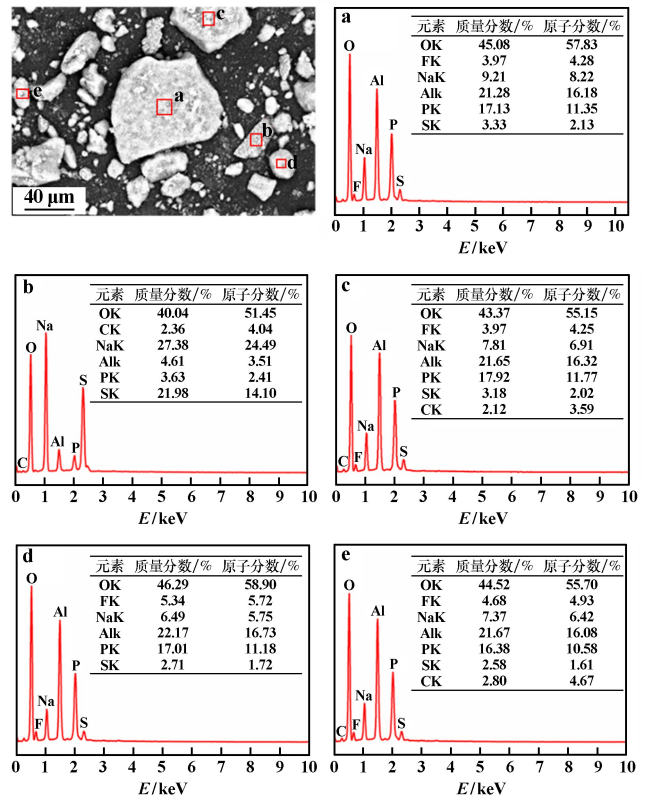 c
e
a
b
d
40 μm
a
元素 质量分数/% 原子分数/%
OK 45.08 57.83
FK 3.97 4.28
NaK 9.21 8.22
Alk 21.28 16.18
PK 17.13 11.35
SK 3.33 2.13
O
Al
P
Na
F
S
0 1 2 3 4 5 6 7 8 9 10
E/keV
b
元素 质量分数/% 原子分数/%
OK 40.04 51.45
CK 2.36 4.04
NaK 27.38 24.49
Alk 4.61 3.51
PK 3.63 2.41
SK 21.98 14.10
Na
O
S
Al
P
C
0 1 2 3 4 5 6 7 8 9 10
E/keV
c
元素 质量分数/% 原子分数/%
OK 43.37 55.15
FK 3.97 4.25
NaK 7.81 6.91
Alk 21.65 16.32
PK 17.92 11.77
SK 3.18 2.02
CK 2.12 3.59
O
Al
P
Na
C
F
S
0 1 2 3 4 5 6 7 8 9 10
E/keV
d
元素 质量分数/% 原子分数/%
OK 46.29 58.90
FK 5.34 5.72
NaK 6.49 5.75
Alk 22.17 16.73
PK 17.01 11.18
SK 2.71 1.72
O
Al
P
Na
F
S
0 1 2 3 4 5 6 7 8 9 10
E/keV
e
元素 质量分数/% 原子分数/%
OK 44.52 55.70
FK 4.68 4.93
NaK 7.37 6.42
Alk 21.67 16.08
PK 16.38 10.58
SK 2.58 1.61
CK 2.80 4.67
O
Al
P
Na
C
F
S
0 1 2 3 4 5 6 7 8 9 10
E/keV